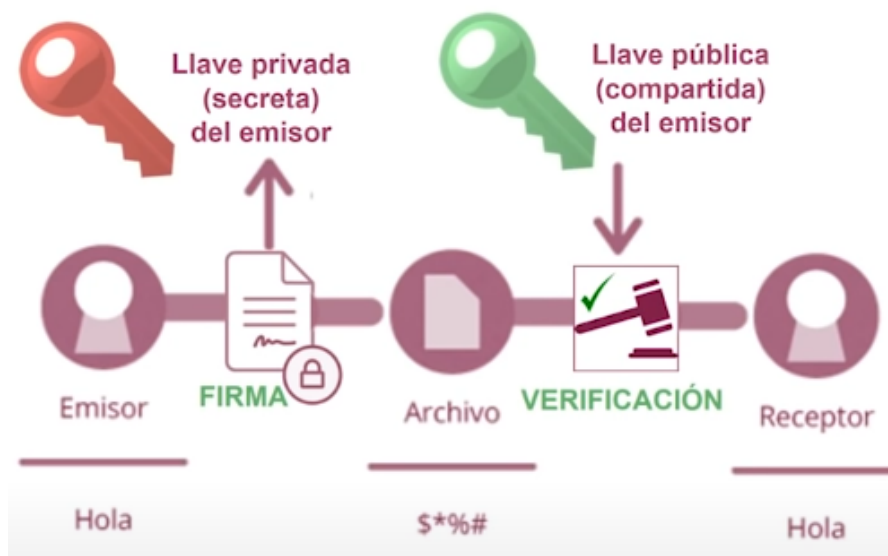 Llave privada
(secreta)
del emisor
Llave pública
(compartida)
del emisor
Emisor
FIRMA
Archivo
VERIFICACIÓN
Receptor
Hola
$*%#
Hola